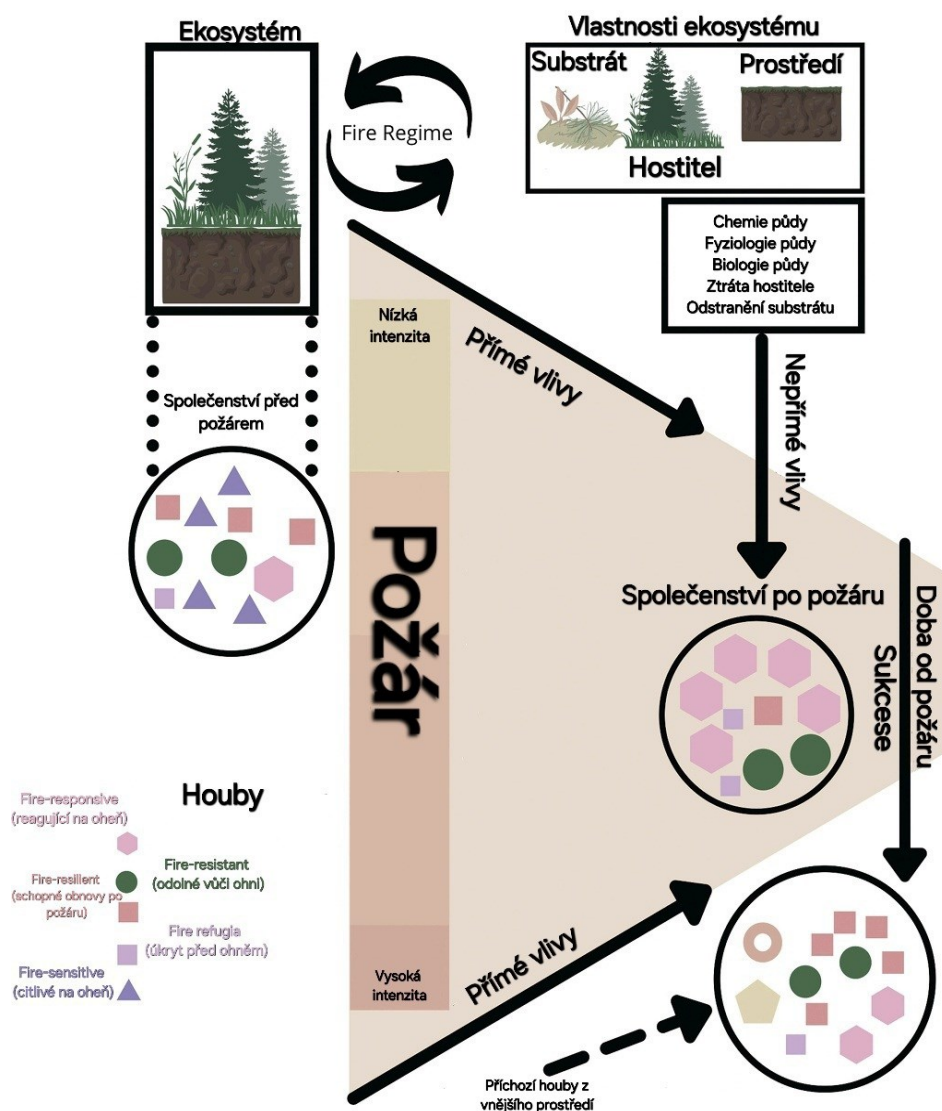 Ekosystém
Fire Regime
Vlastnosti ekosystému
Substrát
Prostředí
Hostitel
Chemie půdy
Fyziologie půdy
Biologie půdy
Ztráta hostitele
Odstranění substrátu
Nízká
intenzita
Přímé vlivy
Nepřímé vlivy
Společenství před
požárem
Požár
Společenství po požáru
Doba od požáru
Sukcese
Houby
Fire-responsive
(reagující na oheň)
Fire-resistant
(odolné vůči ohni)
Fire-resilient
(schopné obnovy po
požáru)
Fire refugia
(úkryt před ohněm)
Fire-sensitive
(citlivé na oheň)
Vysoká
intenzita
Přímé vlivy
Příchozí houby z
vnějšího prostředí